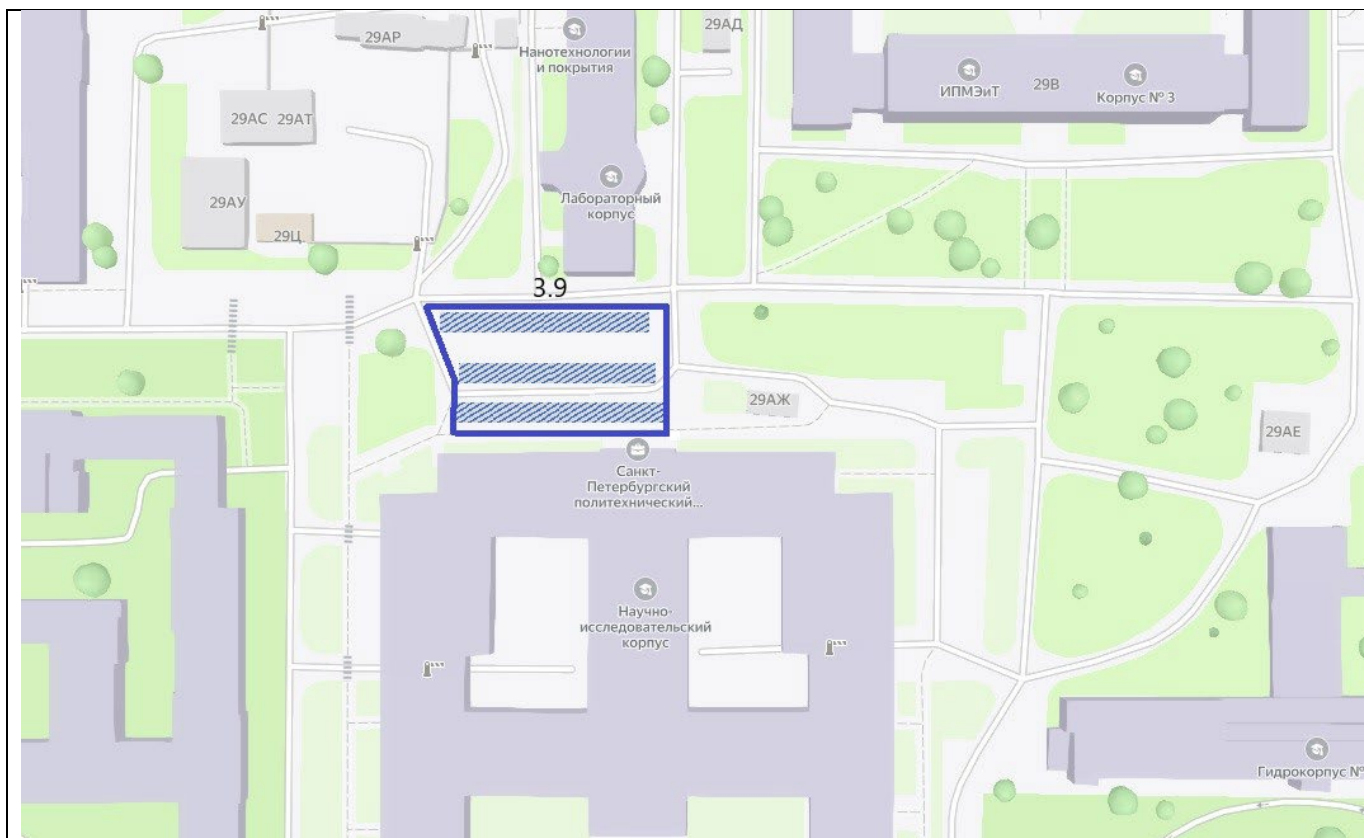 29АР
Нанотехнологии
и покрытия
29АД
ИПМЭиТ
29В
Корпус № 3
29АС 29АТ
29АУ
29Ц
Лабораторный
корпус
3.9
29АЖ
29АЕ
Санкт-
Петербургский
политехнический...
Научно-
исследовательский
корпус
Гидрокорпус №